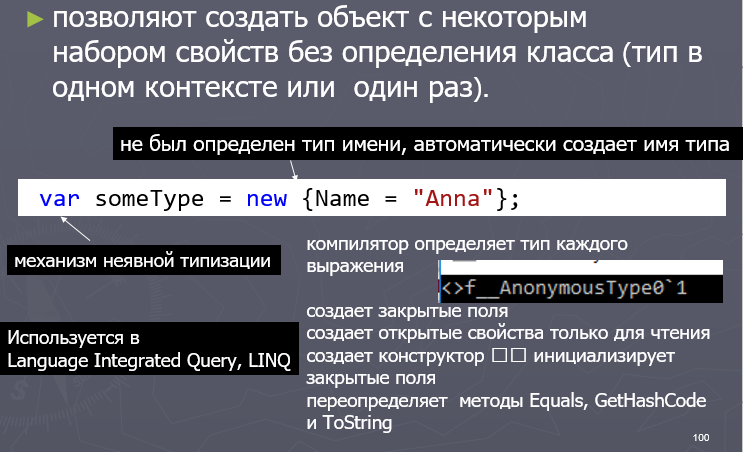 ► позволяют создать объект с некоторым
набором свойств без определения класса (тип в
одном контексте или один раз).
не был определен тип имени, автоматически создает имя типа
var someType = new {Name = "Anna"};
механизм неявной типизации
компилятор определяет тип каждого
выражения
<>f__AnonymousType0`1
создает закрытые поля
создает открытые свойства только для чтения
создает конструктор □□ инициализирует
закрытые поля
переопределяет методы Equals, GetHashCode
и ToString
Используется в
Language Integrated Query, LINQ
100